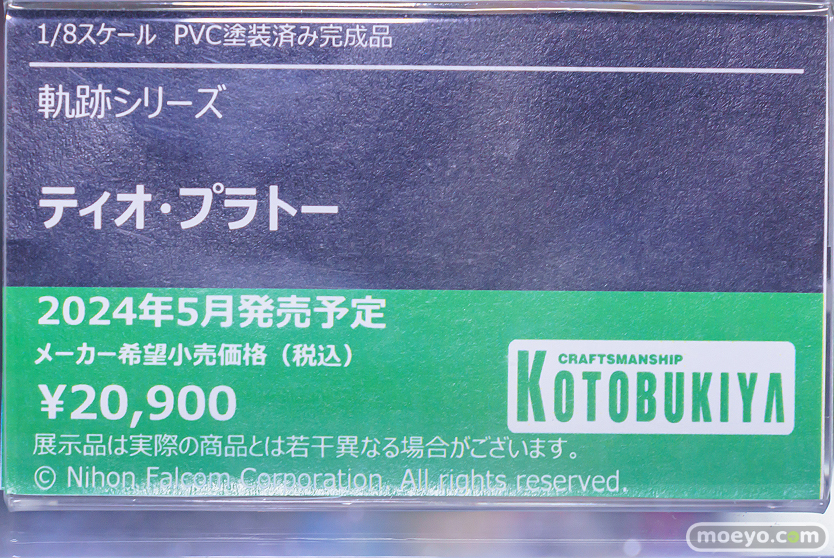 1/8スケール PVC塗装済み完成品
軌跡シリーズ
ティオ・プラトー
2024年5月発売予定
メーカー希望小売価格（税込）
¥20,900
CRAFTSMANSHIP
KOTOBUKIYA
展示品は実際の商品とは若干異なる場合がございます。
© Nihon Falcom Corporation. All rights reserved.
moeyo.com